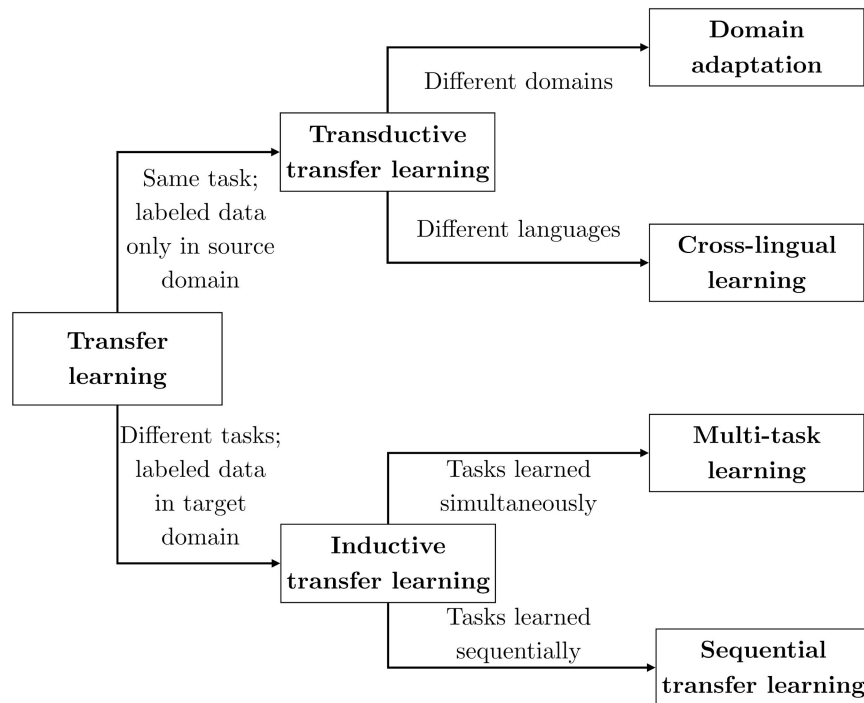 Domain
adaptation
Different domains
Transductive
transfer learning
Same task;
labeled data
only in source
domain
Different languages
Cross-lingual
learning
Transfer
learning
Different tasks;
labeled data
in target
domain
Multi-task
learning
Tasks learned
simultaneously
Inductive
transfer learning
Tasks learned
sequentially
Sequential
transfer learning